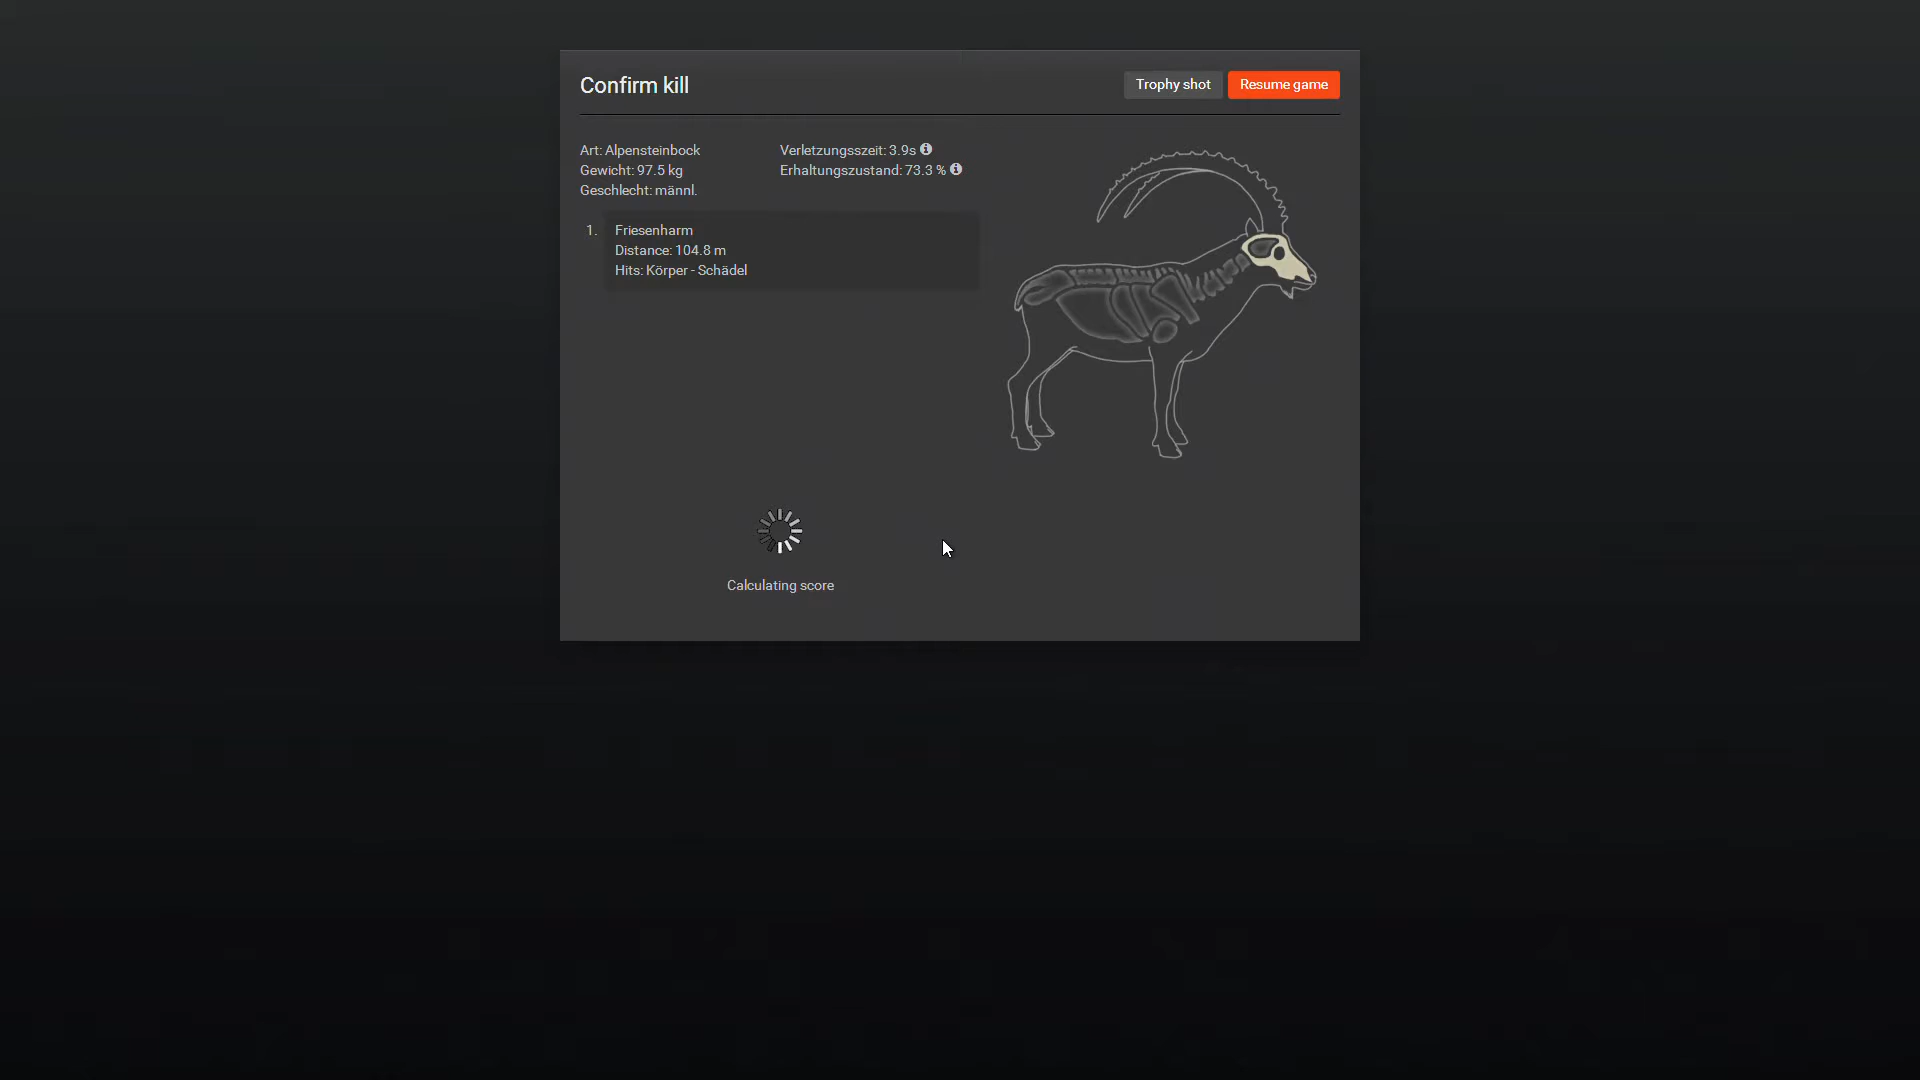 Confirm kill
Trophy shot
Resume game
Art: Alpensteinbock
Gewicht: 97.5 kg
Geschlecht: männl.
Verletzungsszeit: 3.9s
Erhaltungszustand: 73.3 %
1.
Friesenharm
Distance: 104.8 m
Hits: Körper - Schädel
Calculating score